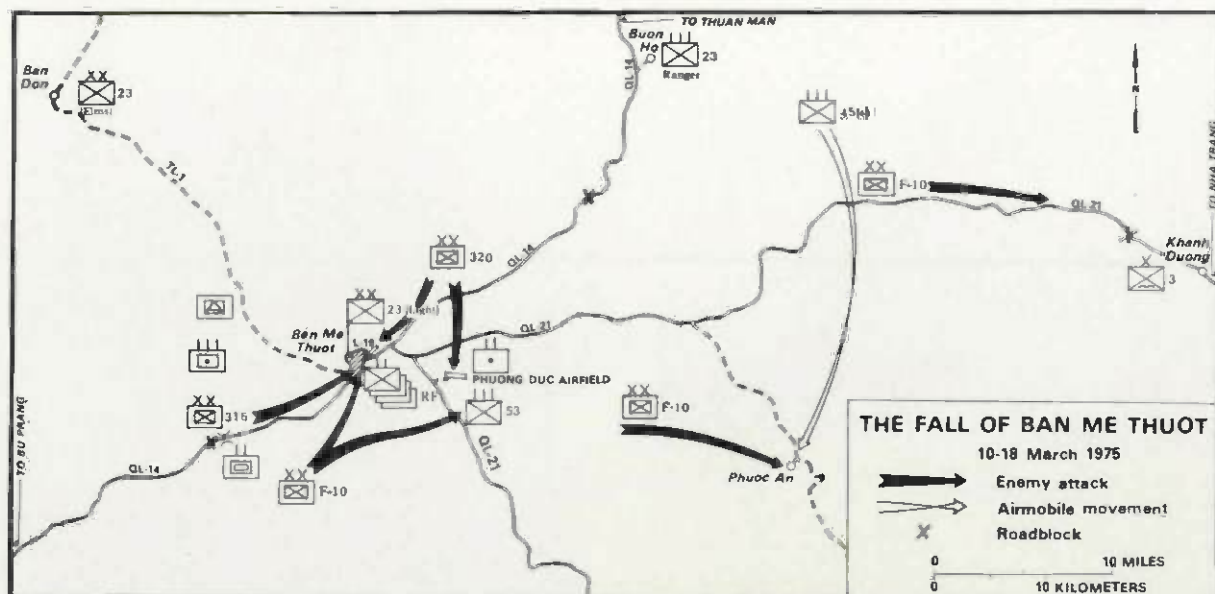 TO THUAN MAN
Buon
Ho
23
Ranger
Ban
Don
23
QL-14
N
TL-1
F-10
QL-21
TO NHA TRANG
Khanh
Duong
3
320
QL-14
23 (Light)
Ban Me
Thuot
L-19
QL-21
RF
PHUONG DUC AIRFIELD
316
53
F-10
TO BU PRANG
QL-14
F-10
QL-21
Phuoc An
THE FALL OF BAN ME THUOT
10-18 March 1975
Enemy attack
Airmobile movement
Roadblock
0 10 MILES
0 10 KILOMETERS